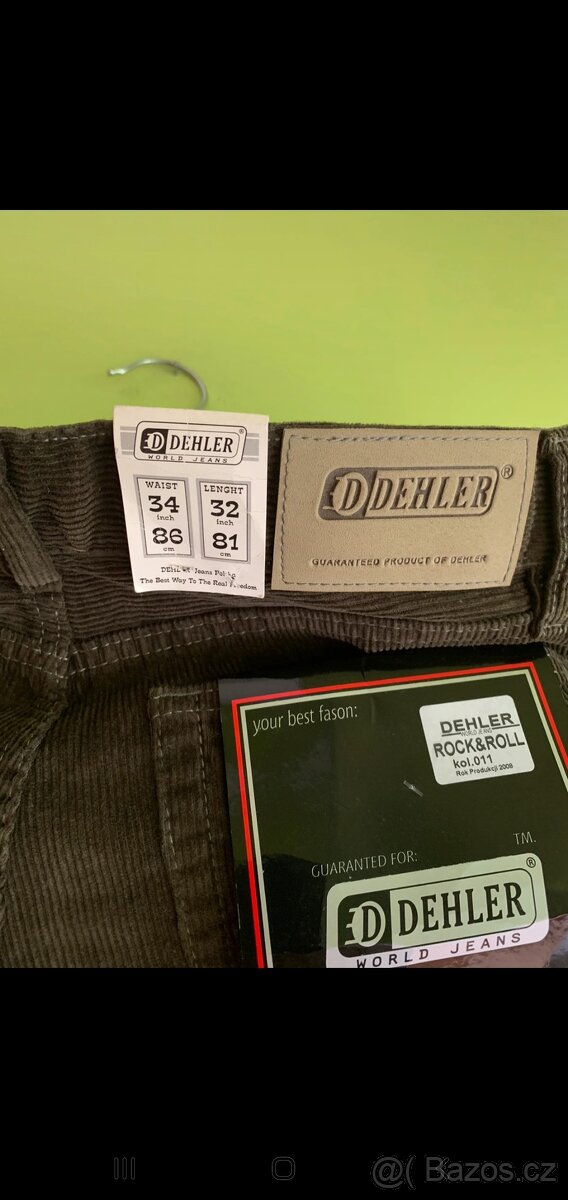 D DEHLER ®
WORLD JEANS
WAIST
34
inch
86
cm
LENGHT
32
inch
81
cm
Jeans
The Best Way To The Real
D DEHLER ®
GUARANTEED PRODUCT OF DEHLER
your best fason:
DEHLER
WORLD JEANS
ROCK&ROLL
kol.011
Rok Produkcji 2008
TM.
GUARANTED FOR:
D DEHLER ®
WORLD JEANS
@( Bazos.cz